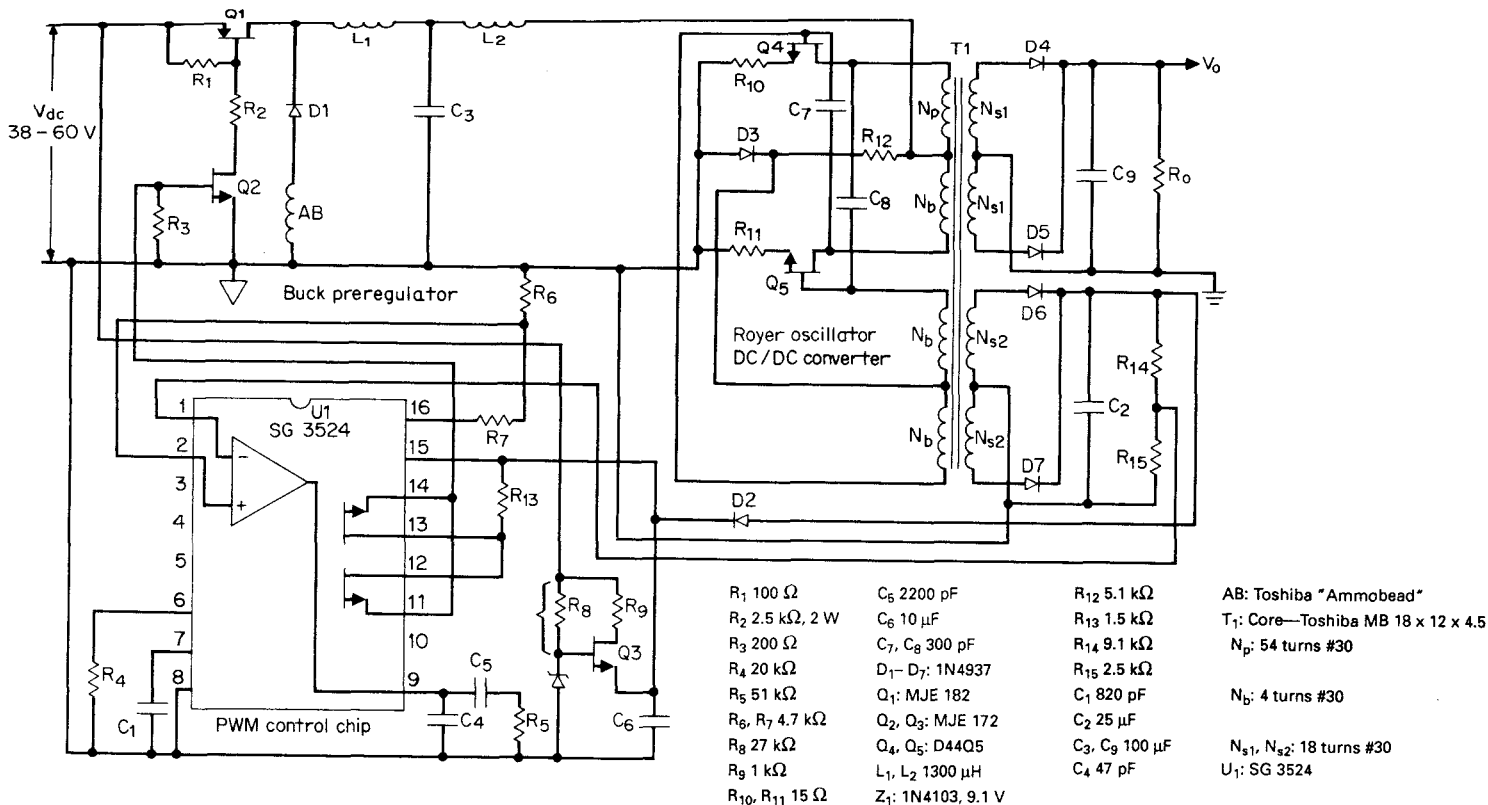 Q1
L1
L2
R1
R2
D1
C3
Vdc
38 – 60 V
Q2
R3
AB
Buck preregulator
R6
Q4
R10
C7
D3
R12
C8
R11
Q5
T1
Np
Nb
Nb
Nb
Ns1
Ns1
Ns2
Ns2
D4
Vo
C9
Ro
D5
D6
D7
R14
C2
R15
Royer oscillator
DC/DC converter
U1
SG 3524
1
2
3
4
5
6
7
8
–
+
16
15
14
13
12
11
10
9
R7
R13
D2
R8
R9
Q3
C6
R4
C1
C5
C4
R5
PWM control chip
R1 100 Ω
R2 2.5 kΩ, 2 W
R3 200 Ω
R4 20 kΩ
R5 51 kΩ
R6, R7 4.7 kΩ
R8 27 kΩ
R9 1 kΩ
R10, R11 15 Ω
C5 2200 pF
C6 10 μF
C7, C8 300 pF
D1– D7: 1N4937
Q1: MJE 182
Q2, Q3: MJE 172
Q4, Q5: D44Q5
L1, L2 1300 μH
Z1: 1N4103, 9.1 V
R12 5.1 kΩ
R13 1.5 kΩ
R14 9.1 kΩ
R15 2.5 kΩ
C1 820 pF
C2 25 μF
C3, C9 100 μF
C4 47 pF
AB: Toshiba "Ammobead"
T1: Core—Toshiba MB 18 x 12 x 4.5
Np: 54 turns #30
Nb: 4 turns #30
Ns1, Ns2: 18 turns #30
U1: SG 3524